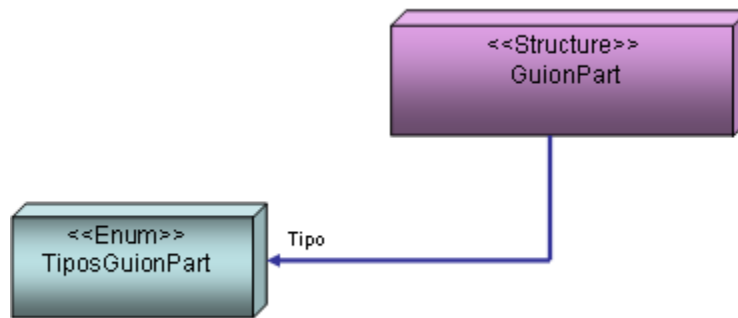 <<Structure>>
GuionPart
<<Enum>>
TiposGuionPart
Tipo